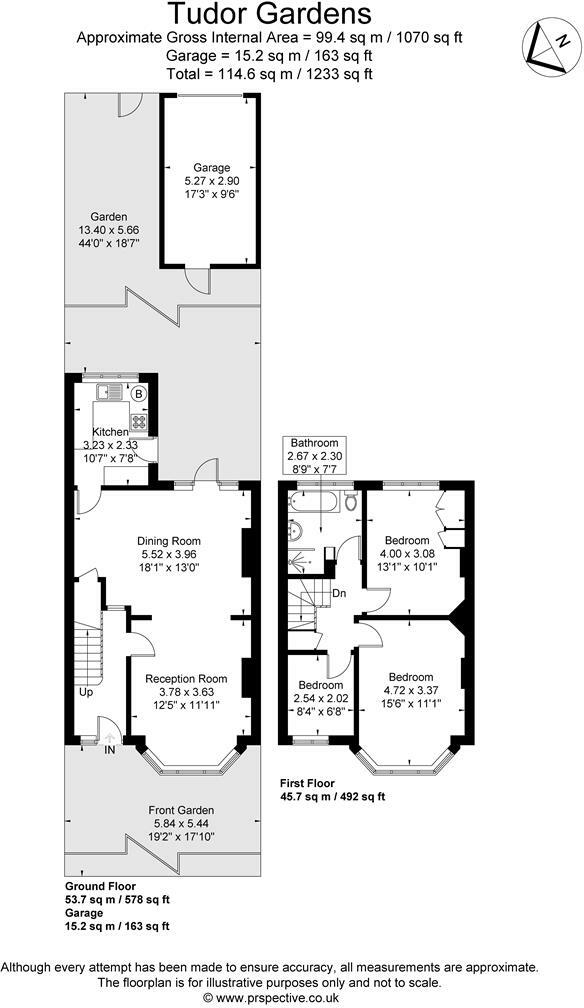 Tudor Gardens
Approximate Gross Internal Area = 99.4 sq m / 1070 sq ft
Garage = 15.2 sq m / 163 sq ft
Total = 114.6 sq m / 1233 sq ft
N
Garage
5.27 x 2.90
17'3" x 9'6"
Garden
13.40 x 5.66
44'0" x 18'7"
B
Kitchen
3.23 x 2.33
10'7" x 7'8"
Dining Room
5.52 x 3.96
18'1" x 13'0"
Reception Room
3.78 x 3.63
12'5" x 11'11"
Up
IN
Front Garden
5.84 x 5.44
19'2" x 17'10"
Ground Floor
53.7 sq m / 578 sq ft
Garage
15.2 sq m / 163 sq ft
Bathroom
2.67 x 2.30
8'9" x 7'7
Bedroom
4.00 x 3.08
13'1" x 10'1"
Dn
Bedroom
2.54 x 2.02
8'4" x 6'8"
Bedroom
4.72 x 3.37
15'6" x 11'1"
First Floor
45.7 sq m / 492 sq ft
Although every attempt has been made to ensure accuracy, all measurements are approximate.
The floorplan is for illustrative purposes only and not to scale.
© www.prspective.co.uk